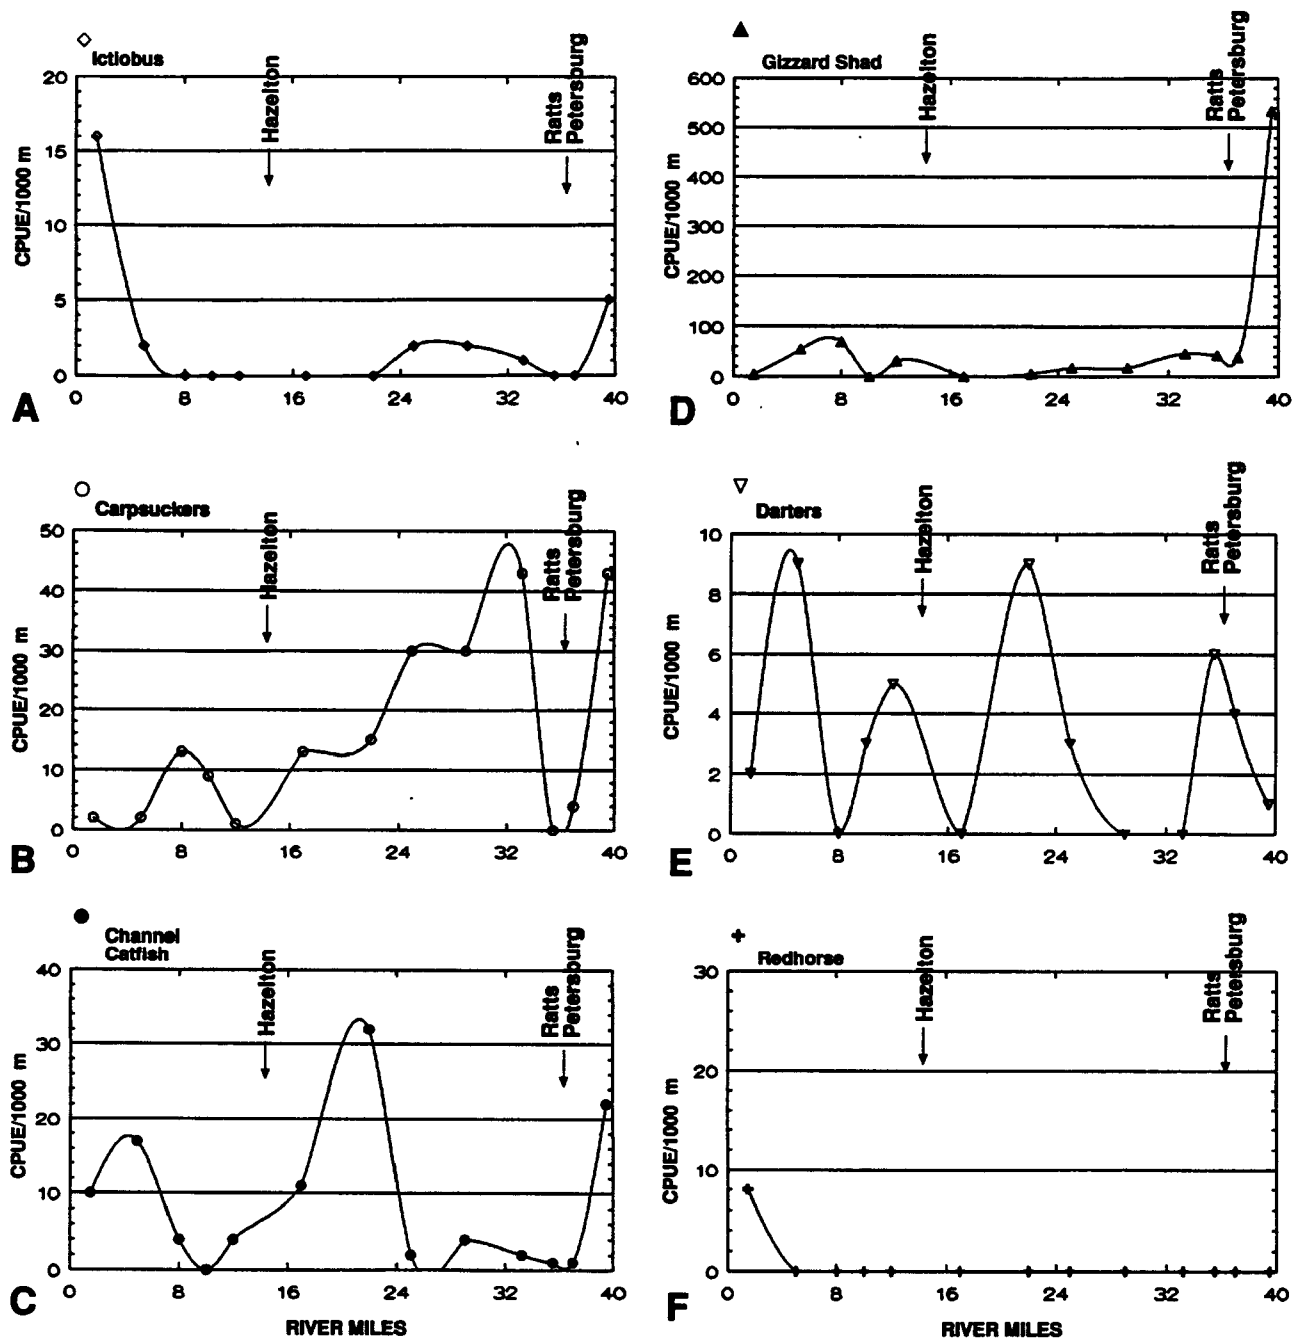 Ictiobus
Hazelton
Ratts
Petersburg
CPUE/1000 m
20
15
10
5
0
0 8 16 24 32 40
A
Gizzard Shad
Hazelton
Ratts
Petersburg
CPUE/1000 m
600
500
400
300
200
100
0
0 8 16 24 32 40
D
Carpsuckers
Hazelton
Ratts
Petersburg
CPUE/1000 m
50
40
30
20
10
0
0 8 16 24 32 40
B
Darters
Hazelton
Ratts
Petersburg
CPUE/1000 m
10
8
6
4
2
0
0 8 16 24 32 40
E
Channel
Catfish
Hazelton
Ratts
Petersburg
CPUE/1000 m
40
30
20
10
0
0 8 16 24 32 40
C
RIVER MILES
Redhorse
Hazelton
Ratts
Petersburg
CPUE/1000 m
30
20
10
0
0 8 16 24 32 40
F
RIVER MILES